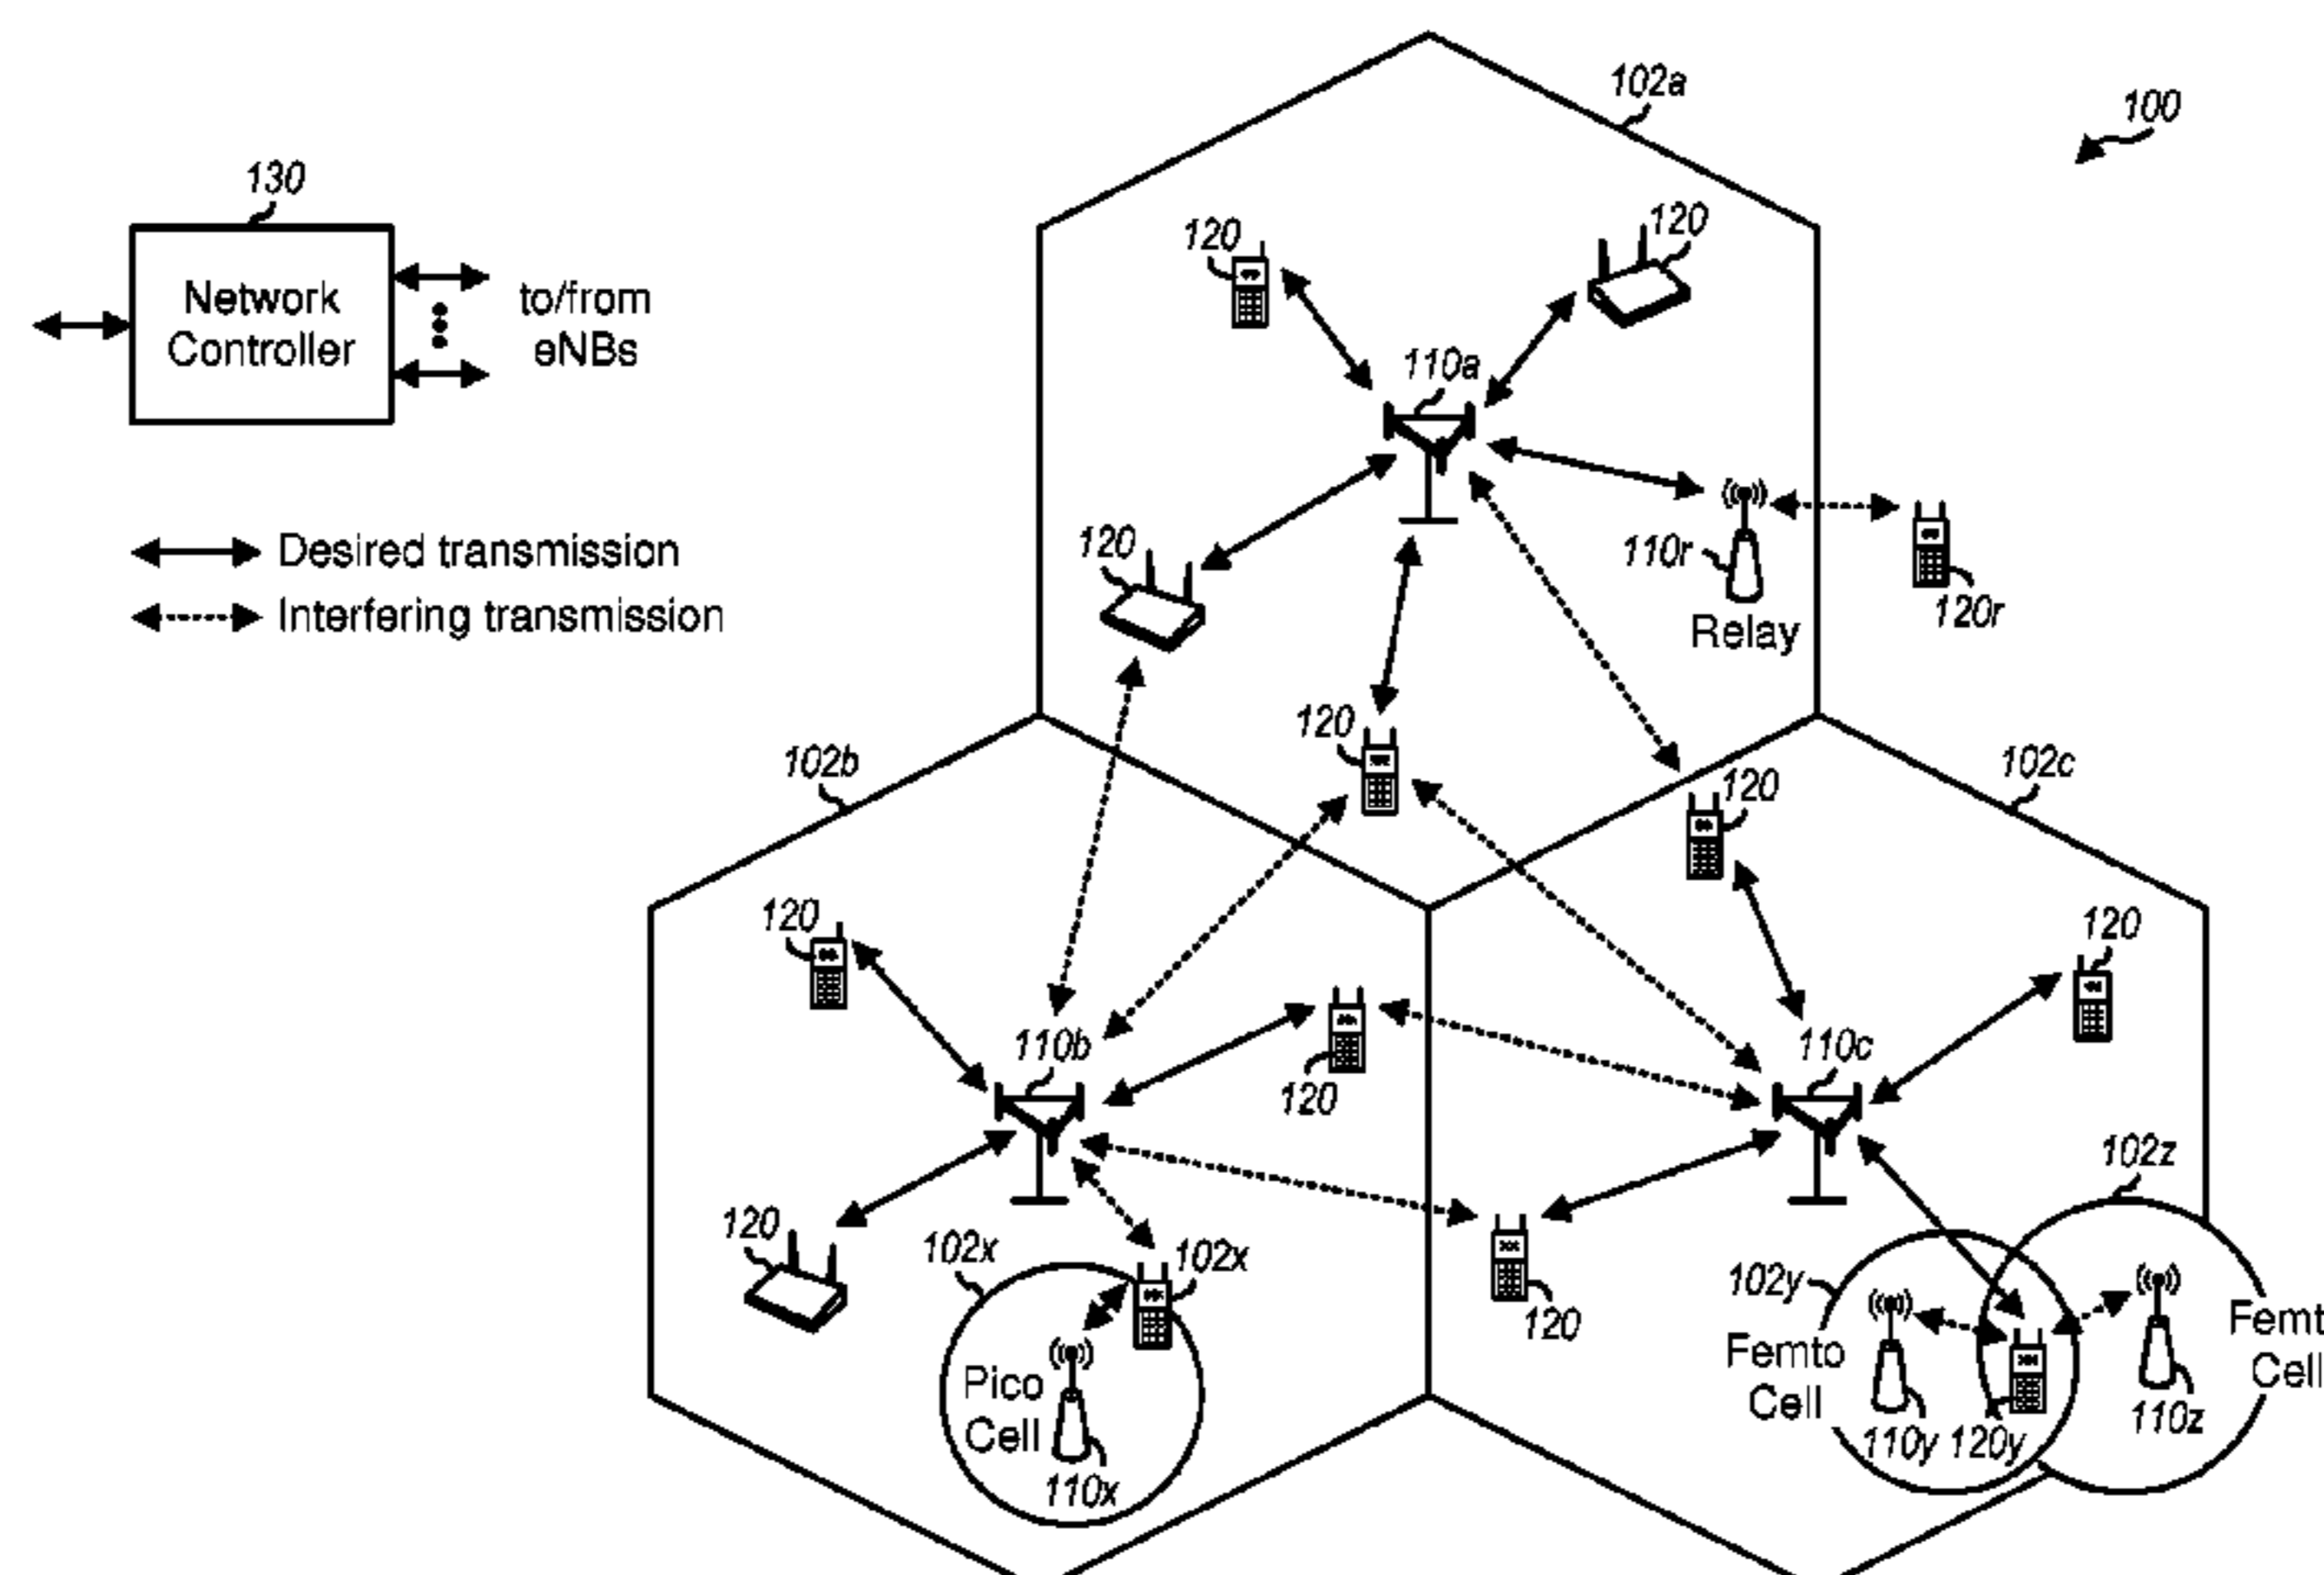 102a
100
130
120
120
Network
Controller
to/from
eNBs
110a
Desired transmission
Interfering transmission
120
110r
Relay
120r
120
102b
120
102c
120
120
110b
120
110c
102z
120
102x
102x
102y
120
Femto
Cell
Femt
Cell
Pico
Cell
110x
110y
120y
110z